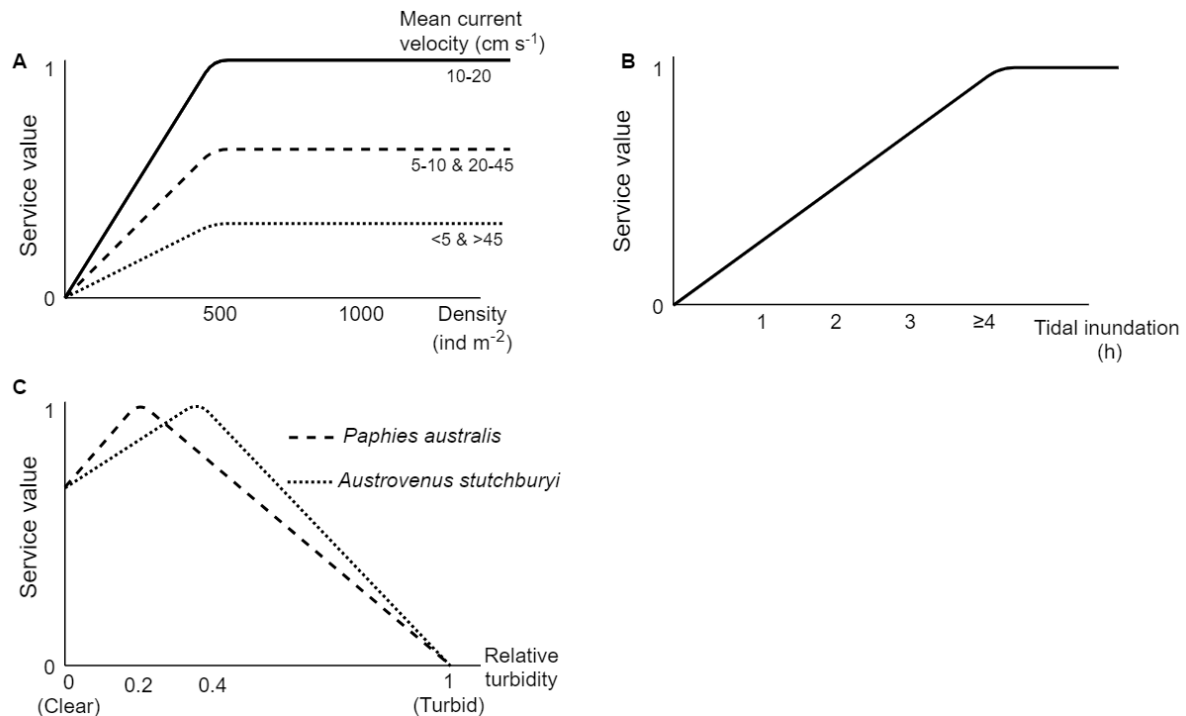 A
Mean current
velocity (cm s⁻¹)
1
10-20
5-10 & 20-45
<5 & >45
Service value
0
500
1000
Density
(ind m⁻²)
B
1
Service value
0
1
2
3
≥4
Tidal inundation
(h)
C
1
Paphies australis
Austrovenus stutchburyi
Service value
0
0
(Clear)
0.2
0.4
1
(Turbid)
Relative
turbidity